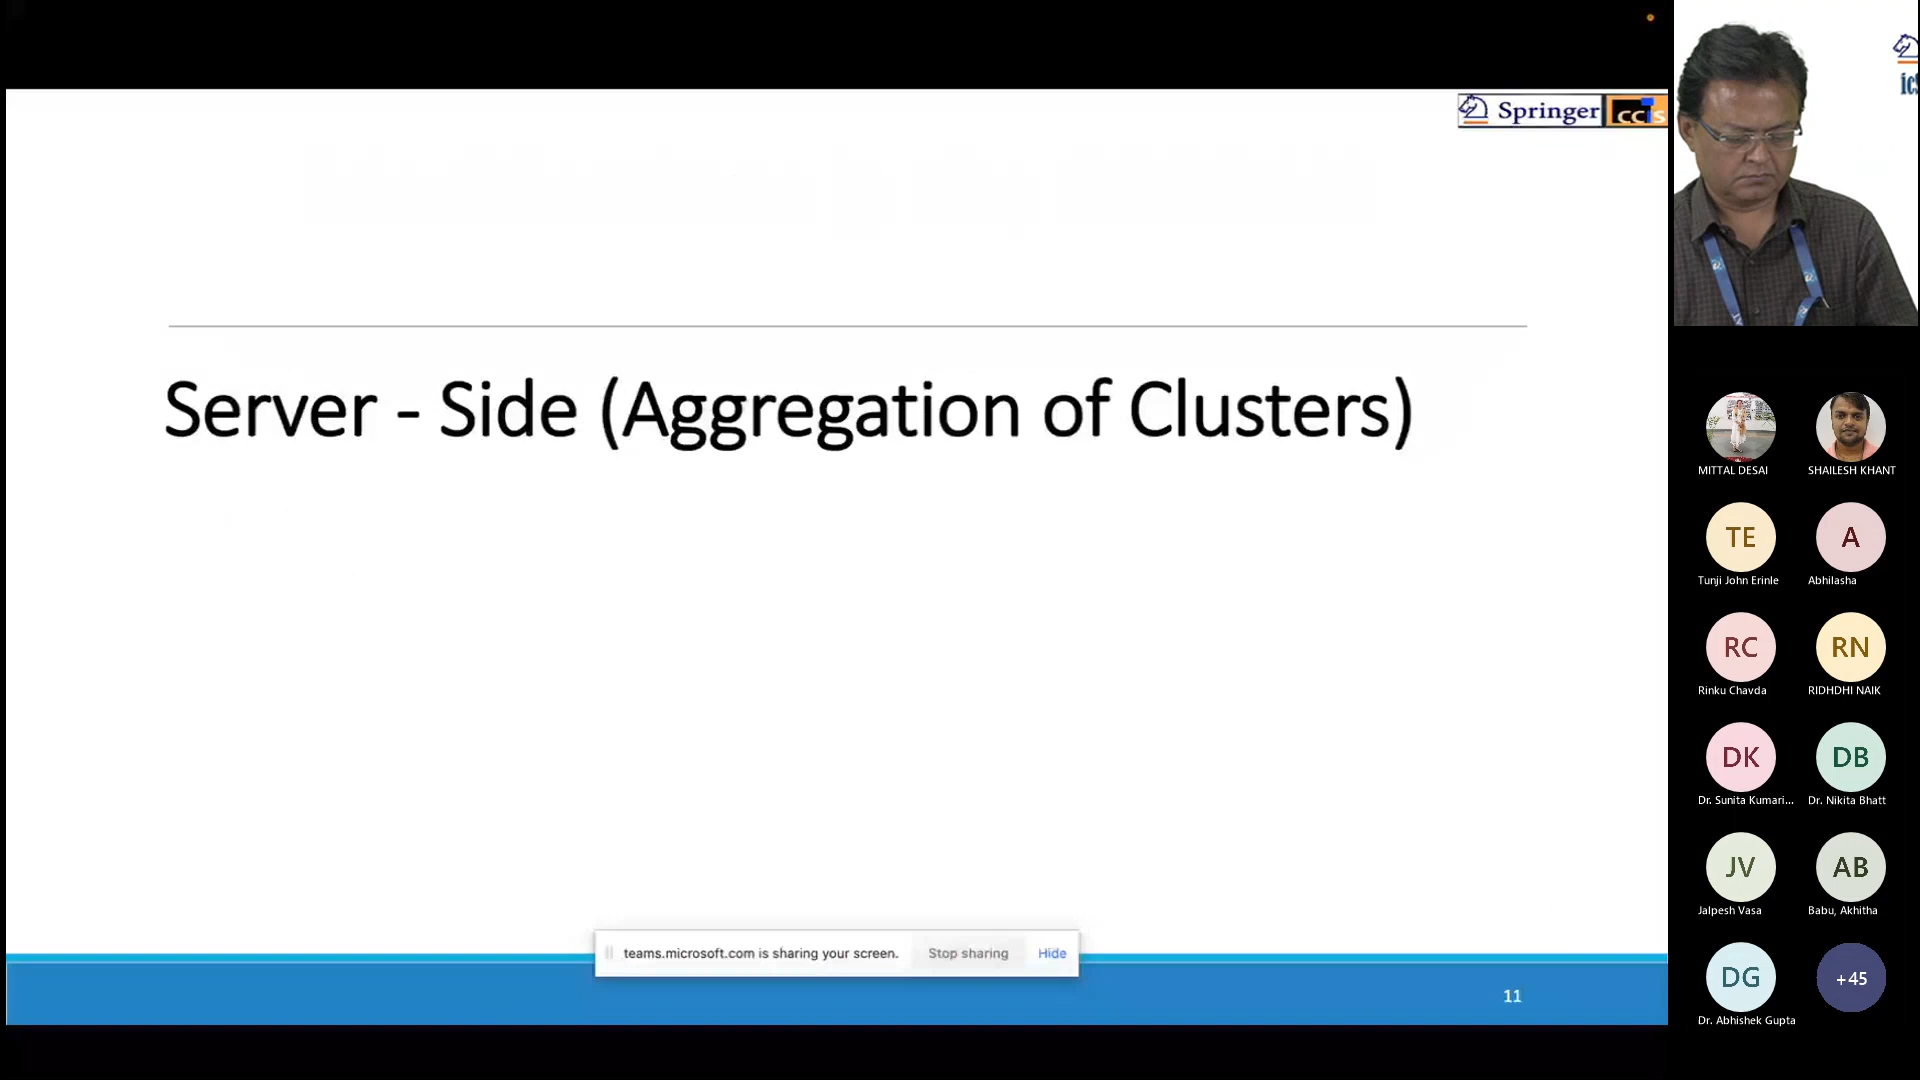 Springer CCIS
Server - Side (Aggregation of Clusters)
teams.microsoft.com is sharing your screen. Stop sharing Hide
11
MITTAL DESAI
SHAILESH KHANT
TE
A
Tunji John Erinle
Abhilasha
RC
RN
Rinku Chavda
RIDHDHI NAIK
DK
DB
Dr. Sunita Kumari...
Dr. Nikita Bhatt
JV
AB
Jalpesh Vasa
Babu, Akhitha
DG
+45
Dr. Abhishek Gupta